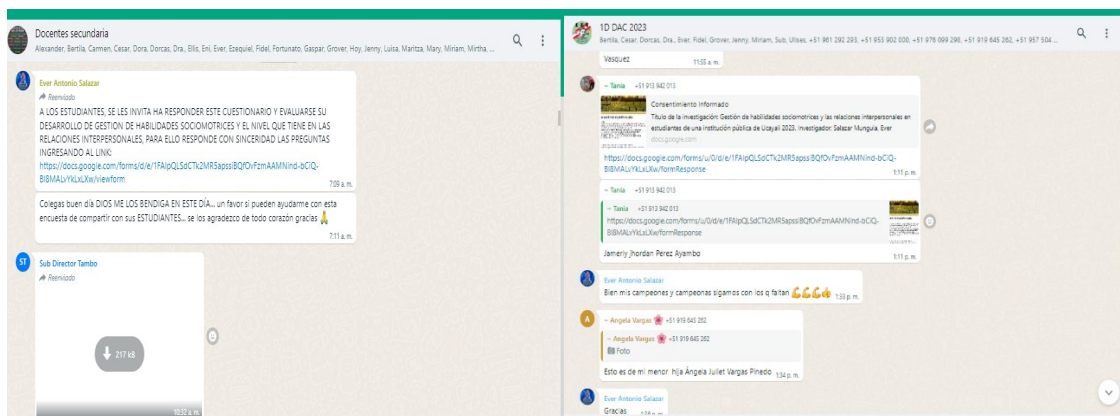 Docentes secundaria
Alexander, Bertila, Carmen, Cesar, Dora, Dorcas, Dra., Ellis, Eni, Ever, Ezequiel, Fidel, Fortunato, Gaspar, Grover, Hoy, Jenny, Luisa, Maritza, Mary, Miriam, Mirtha, ...
Ever Antonio Salazar
Reenviado
A LOS ESTUDIANTES, SE LES INVITA HA RESPONDER ESTE CUESTIONARIO Y EVALUARSE SU
DESARROLLO DE GESTION DE HABILIDADES SOCIOMOTRICES Y EL NIVEL QUE TIENE EN LAS
RELACIONES INTERPERSONALES, PARA ELLO RESPONDE CON SINCERIDAD LAS PREGUNTAS
INGRESANDO AL LINK:
https://docs.google.com/forms/d/e/1FAIpQLSdCTk2MR5apssiBQfOvFzmAAMNind-bCiQ-
BI8MALvYkLxLXw/viewform
7:09 a. m.
Colegas buen día DIOS ME LOS BENDIGA EN ESTE DÍA... un favor si pueden ayudarme con esta
encuesta de compartir con sus ESTUDIANTES... se los agradezco de todo corazón gracias 🙏
7:11 a. m.
ST
Sub Director Tambo
Reenviado
217 kB
10:32 a. m.
1D DAC 2023
Bertila, Cesar, Dorcas, Dra., Ever, Fidel, Grover, Jenny, Miriam, Sub, Ulises, +51 961 292 293, +51 953 902 000, +51 976 099 298, +51 919 645 262, +51 957 504 ...
Vasquez
11:55 a. m.
~ Tania +51 913 942 013
Consentimiento Informado
Título de la investigación: Gestión de habilidades sociomotrices y las relaciones interpersonales en
estudiantes de una institución pública de Ucayali 2023. Investigador: Salazar Munguía, Ever
docs.google.com
https://docs.google.com/forms/u/0/d/e/1FAIpQLSdCTk2MR5apssiBQfOvFzmAAMNind-bCiQ-
BI8MALvYkLxLXw/formResponse
1:11 p. m.
~ Tania +51 913 942 013
~ Tania +51 913 942 013
https://docs.google.com/forms/u/0/d/e/1FAIpQLSdCTk2MR5apssiBQfOvFzmAAMNind-bCiQ-
BI8MALvYkLxLXw/formResponse
Jamerly Jhordan Perez Ayambo
1:11 p. m.
Ever Antonio Salazar
Bien mis campeones y campeonas sigamos con los q faltan 💪💪💪👍 1:33 p. m.
A
~ Angela Vargas 🌸 +51 919 645 262
~ Angela Vargas 🌸 +51 919 645 262
Foto
Esto es de mi menor hija Ángela Juliet Vargas Pinedo 1:34 p. m.
Ever Antonio Salazar
Gracias